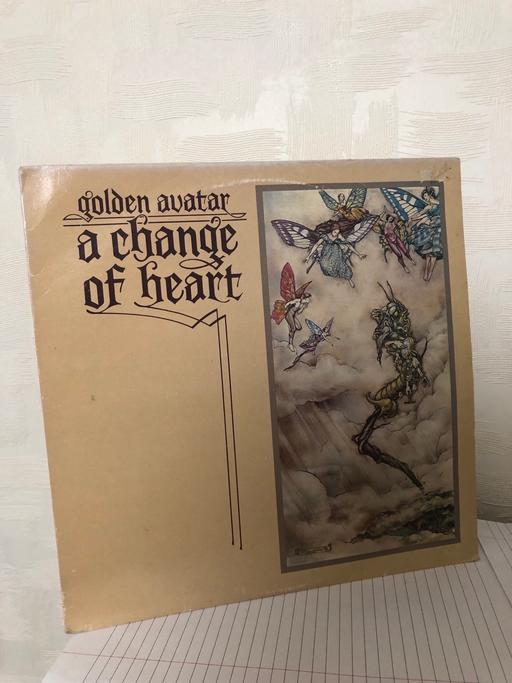 golden avatar
a change
of heart